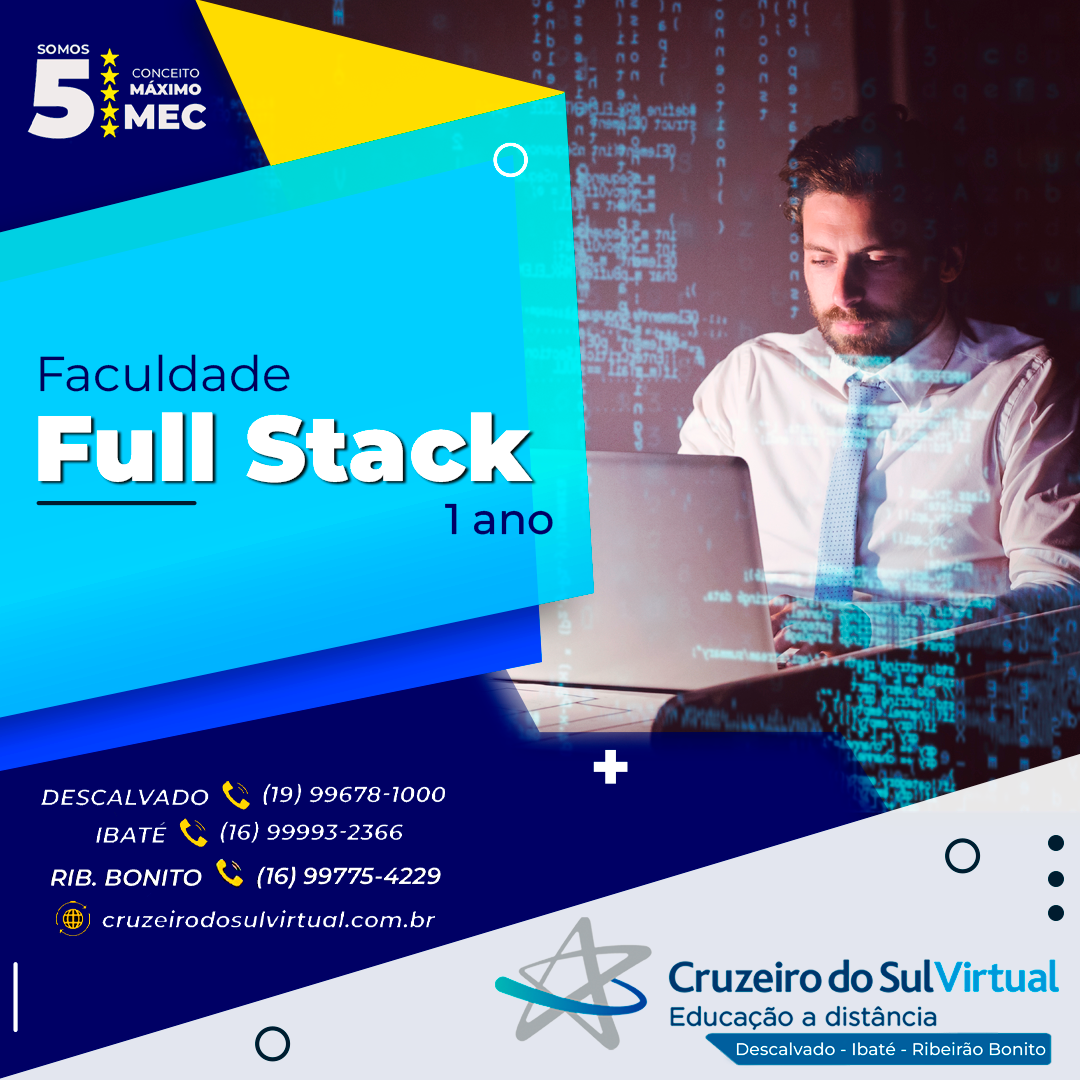 SOMOS
5
CONCEITO
MÁXIMO
MEC
Faculdade
Full Stack
1 ano
DESCALVADO (19) 99678-1000
IBATÉ (16) 99993-2366
RIB. BONITO (16) 99775-4229
cruzeirodosulvirtual.com.br
Cruzeiro do Sul Virtual
Educação a distância
Descalvado - Ibaté - Ribeirão Bonito